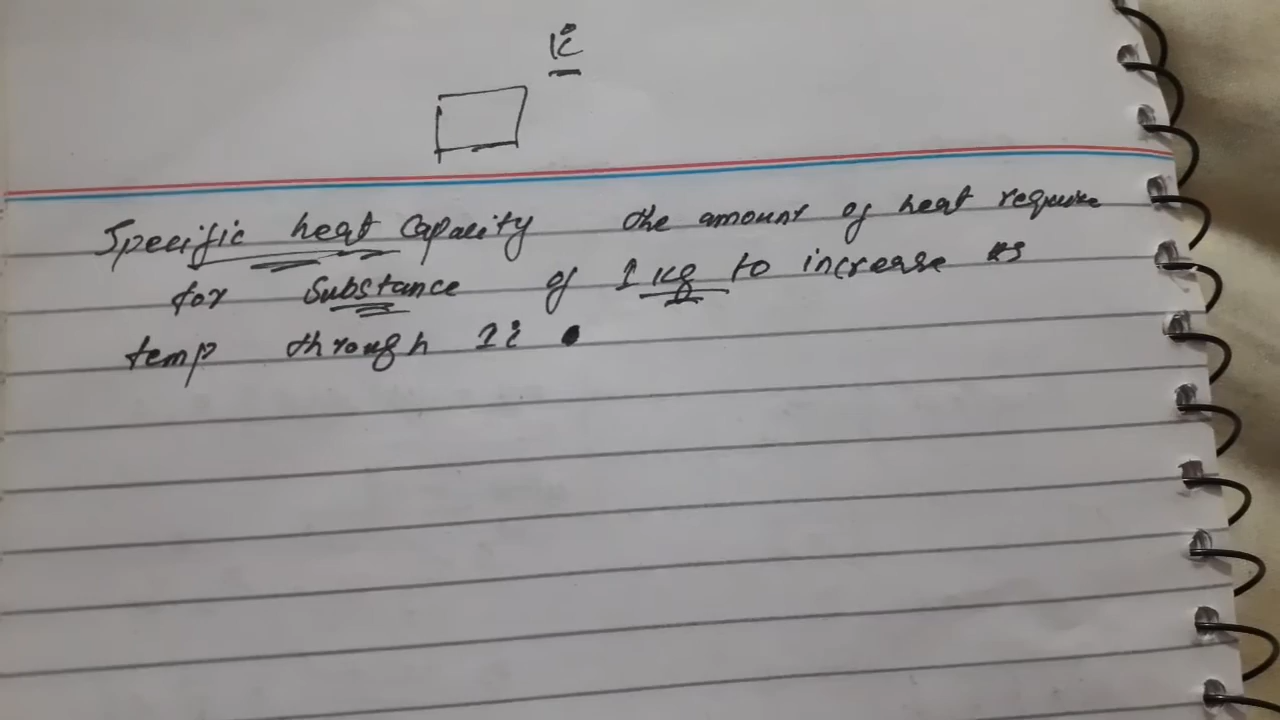 1c°
Specific heat Capacity the amount of heat require
for Substance of 1 kg to increase its
temp through 1c°